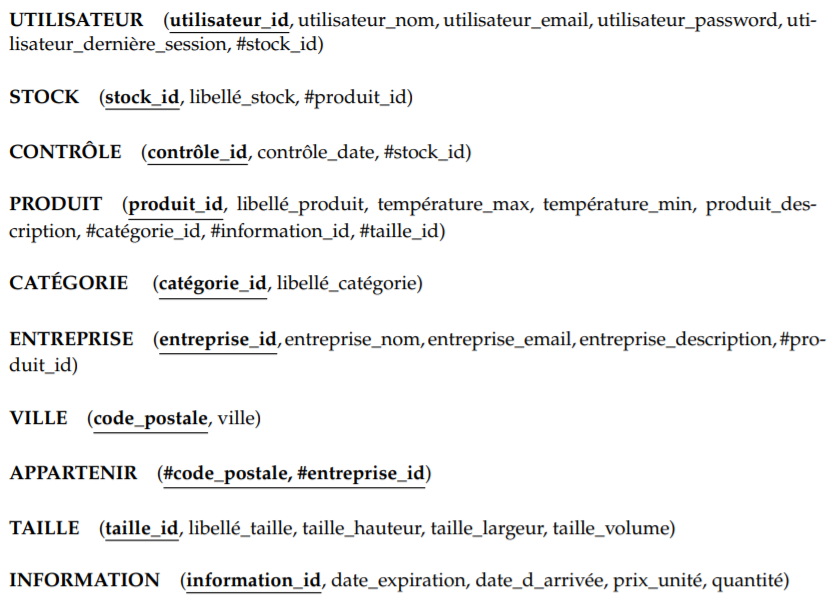 UTILISATEUR (utilisateur_id, utilisateur_nom, utilisateur_email, utilisateur_password, uti-
lisateur_dernière_session, #stock_id)
STOCK (stock_id, libellé_stock, #produit_id)
CONTRÔLE (contrôle_id, contrôle_date, #stock_id)
PRODUIT (produit_id, libellé_produit, température_max, température_min, produit_des-
cription, #catégorie_id, #information_id, #taille_id)
CATÉGORIE (catégorie_id, libellé_catégorie)
ENTREPRISE (entreprise_id, entreprise_nom, entreprise_email, entreprise_description, #pro-
duit_id)
VILLE (code_postale, ville)
APPARTENIR (#code_postale, #entreprise_id)
TAILLE (taille_id, libellé_taille, taille_hauteur, taille_largeur, taille_volume)
INFORMATION (information_id, date_expiration, date_d_arrivée, prix_unité, quantité)